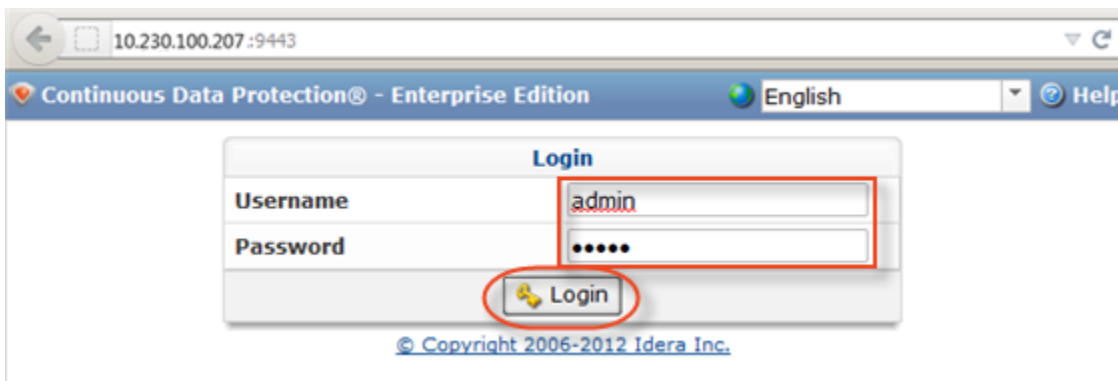 10.230.100.207.:9443
Continuous Data Protection® - Enterprise Edition English Help
Login
Username admin
Password •••••
Login
© Copyright 2006-2012 Idera Inc.